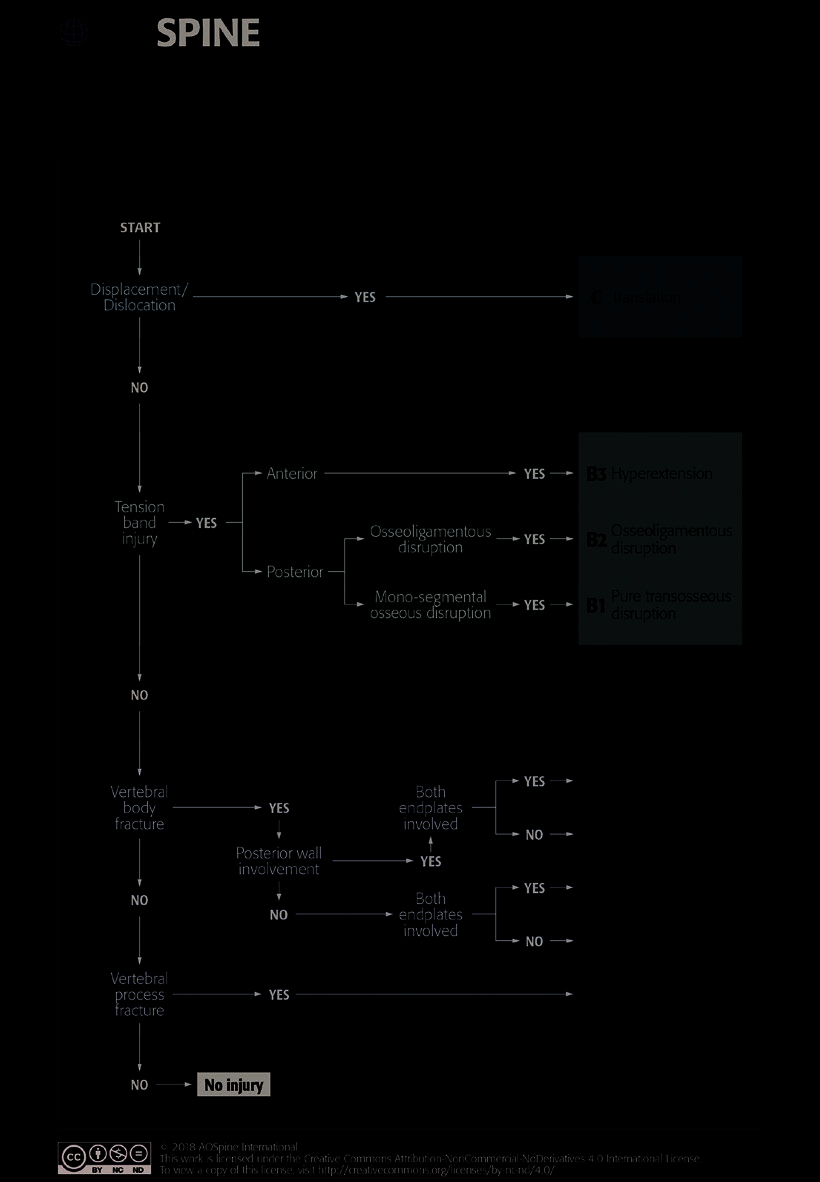 SPINE
START
Displacement/
Dislocation
YES
C Translation
NO
Anterior
YES
B3 Hyperextension
Tension
band
injury
YES
Osseoligamentous
disruption
YES
B2 Osseoligamentous
disruption
Posterior
Mono-segmental
osseous disruption
YES
B1 Pure transosseous
disruption
NO
Vertebral
body
fracture
YES
Both
endplates
involved
YES
NO
Posterior wall
involvement
YES
NO
NO
Both
endplates
involved
YES
NO
Vertebral
process
fracture
YES
NO
No injury
© 2018 AOSpine International
This work is licensed under the Creative Commons Attribution-NonCommercial-NoDerivatives 4.0 International License.
To view a copy of this license, visit http://creativecommons.org/licenses/by-nc-nd/4.0/
CC BY NC ND